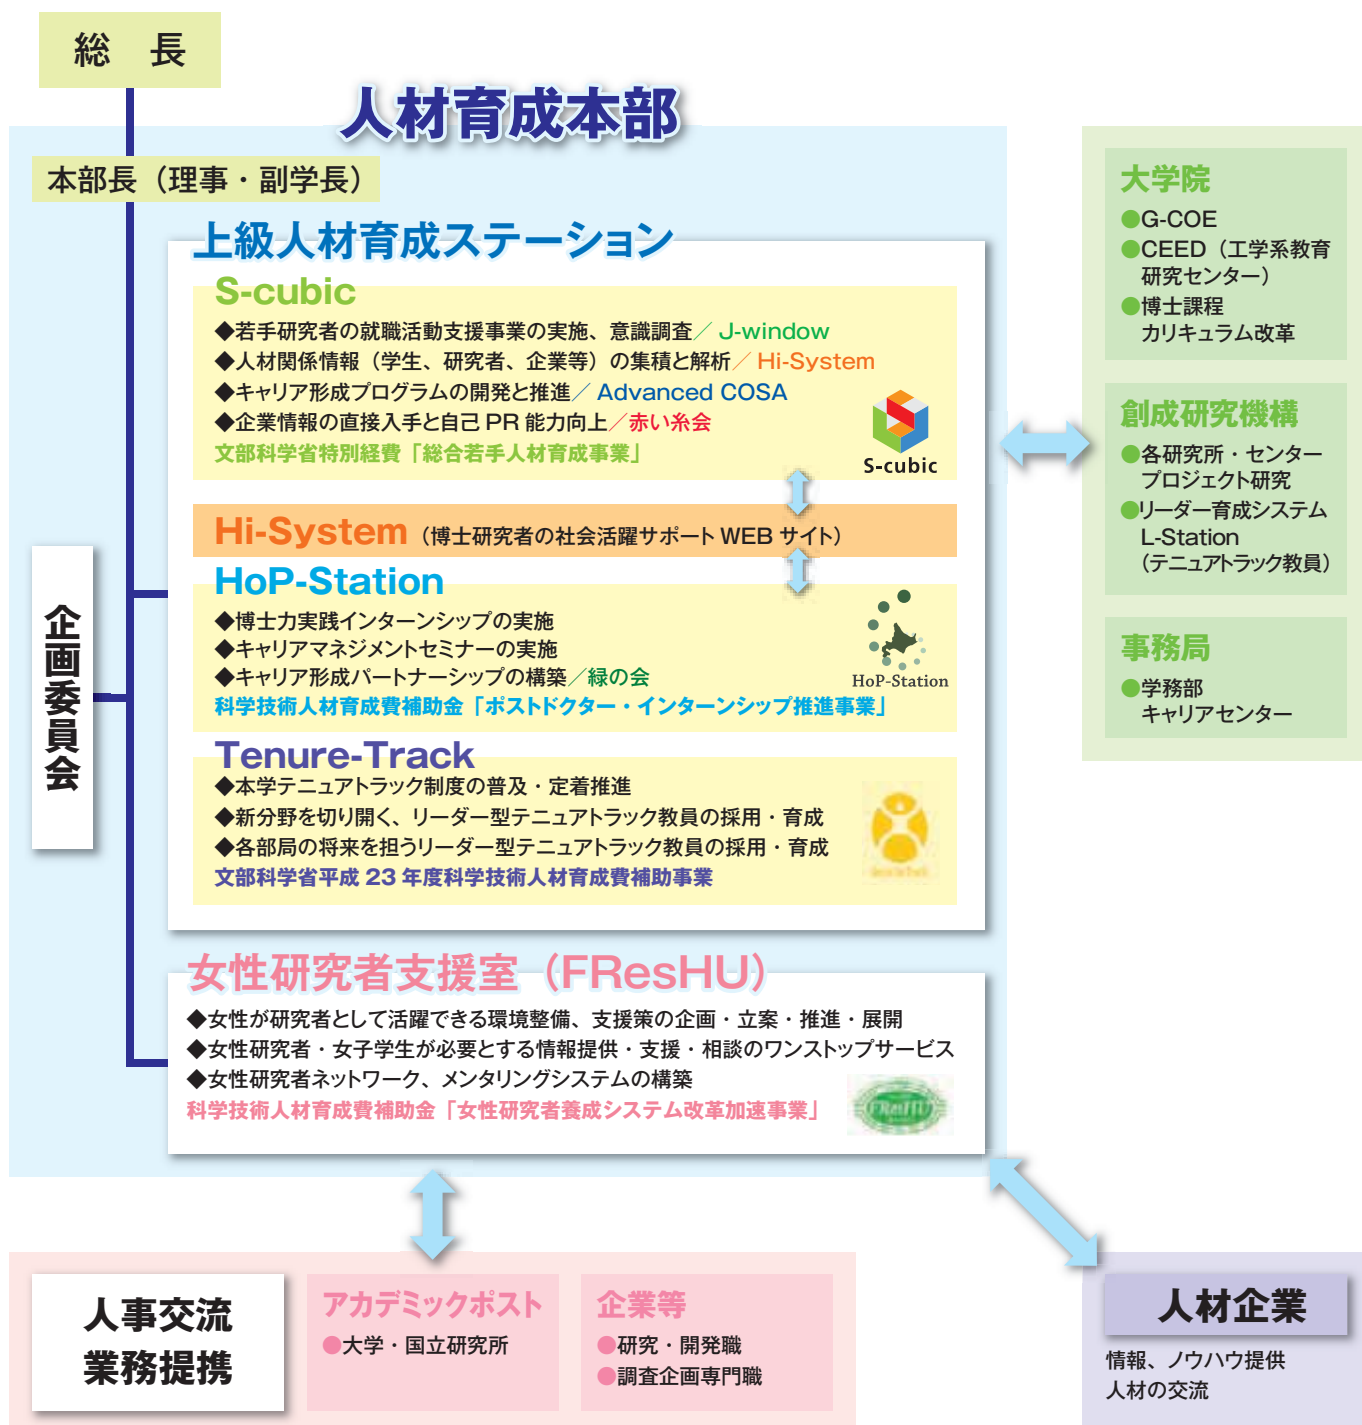 総 長
人材育成本部
本部長（理事・副学長）
上級人材育成ステーション
S-cubic
◆若手研究者の就職活動支援事業の実施、意識調査／ J-window
◆人材関係情報（学生、研究者、企業等）の集積と解析／ Hi-System
◆キャリア形成プログラムの開発と推進／ Advanced COSA
◆企業情報の直接入手と自己 PR 能力向上／赤い糸会
文部科学省特別経費「総合若手人材育成事業」
S-cubic
Hi-System（博士研究者の社会活躍サポート WEB サイト）
HoP-Station
◆博士力実践インターンシップの実施
◆キャリアマネジメントセミナーの実施
◆キャリア形成パートナーシップの構築／緑の会
科学技術人材育成費補助金「ポストドクター・インターンシップ推進事業」
HoP-Station
Tenure-Track
◆本学テニュアトラック制度の普及・定着推進
◆新分野を切り開く、リーダー型テニュアトラック教員の採用・育成
◆各部局の将来を担うリーダー型テニュアトラック教員の採用・育成
文部科学省平成 23 年度科学技術人材育成費補助事業
企画委員会
女性研究者支援室（FResHU）
◆女性が研究者として活躍できる環境整備、支援策の企画・立案・推進・展開
◆女性研究者・女子学生が必要とする情報提供・支援・相談のワンストップサービス
◆女性研究者ネットワーク、メンタリングシステムの構築
科学技術人材育成費補助金「女性研究者養成システム改革加速事業」
FResHU
大学院
●G-COE
●CEED（工学系教育
研究センター）
●博士課程
カリキュラム改革
創成研究機構
●各研究所・センター
プロジェクト研究
●リーダー育成システム
L-Station
（テニュアトラック教員）
事務局
●学務部
キャリアセンター
人事交流
業務提携
アカデミックポスト
●大学・国立研究所
企業等
●研究・開発職
●調査企画専門職
人材企業
情報、ノウハウ提供
人材の交流